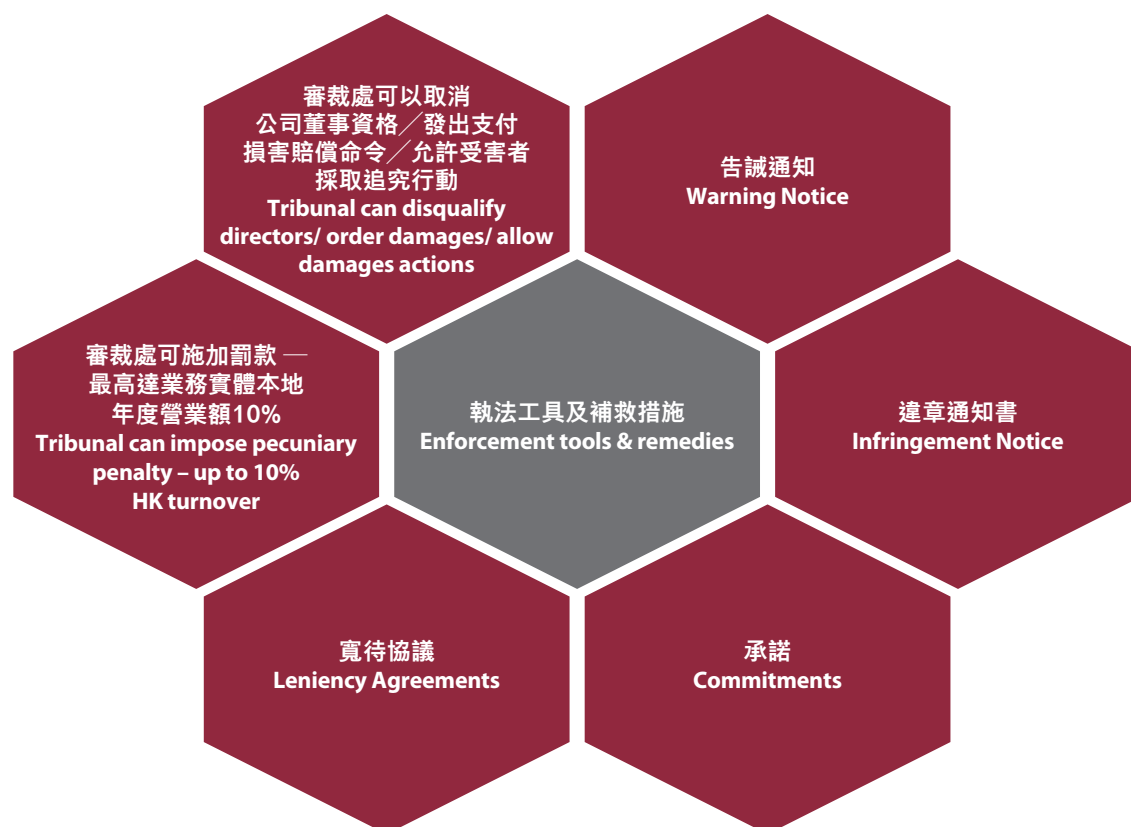 審裁處可以取消
公司董事資格╱發出支付
損害賠償命令╱允許受害者
採取追究行動
Tribunal can disqualify
directors/ order damages/ allow
damages actions
告誡通知
Warning Notice
審裁處可施加罰款 —
最高達業務實體本地
年度營業額10%
Tribunal can impose pecuniary
penalty – up to 10%
HK turnover
執法工具及補救措施
Enforcement tools & remedies
違章通知書
Infringement Notice
寬待協議
Leniency Agreements
承諾
Commitments